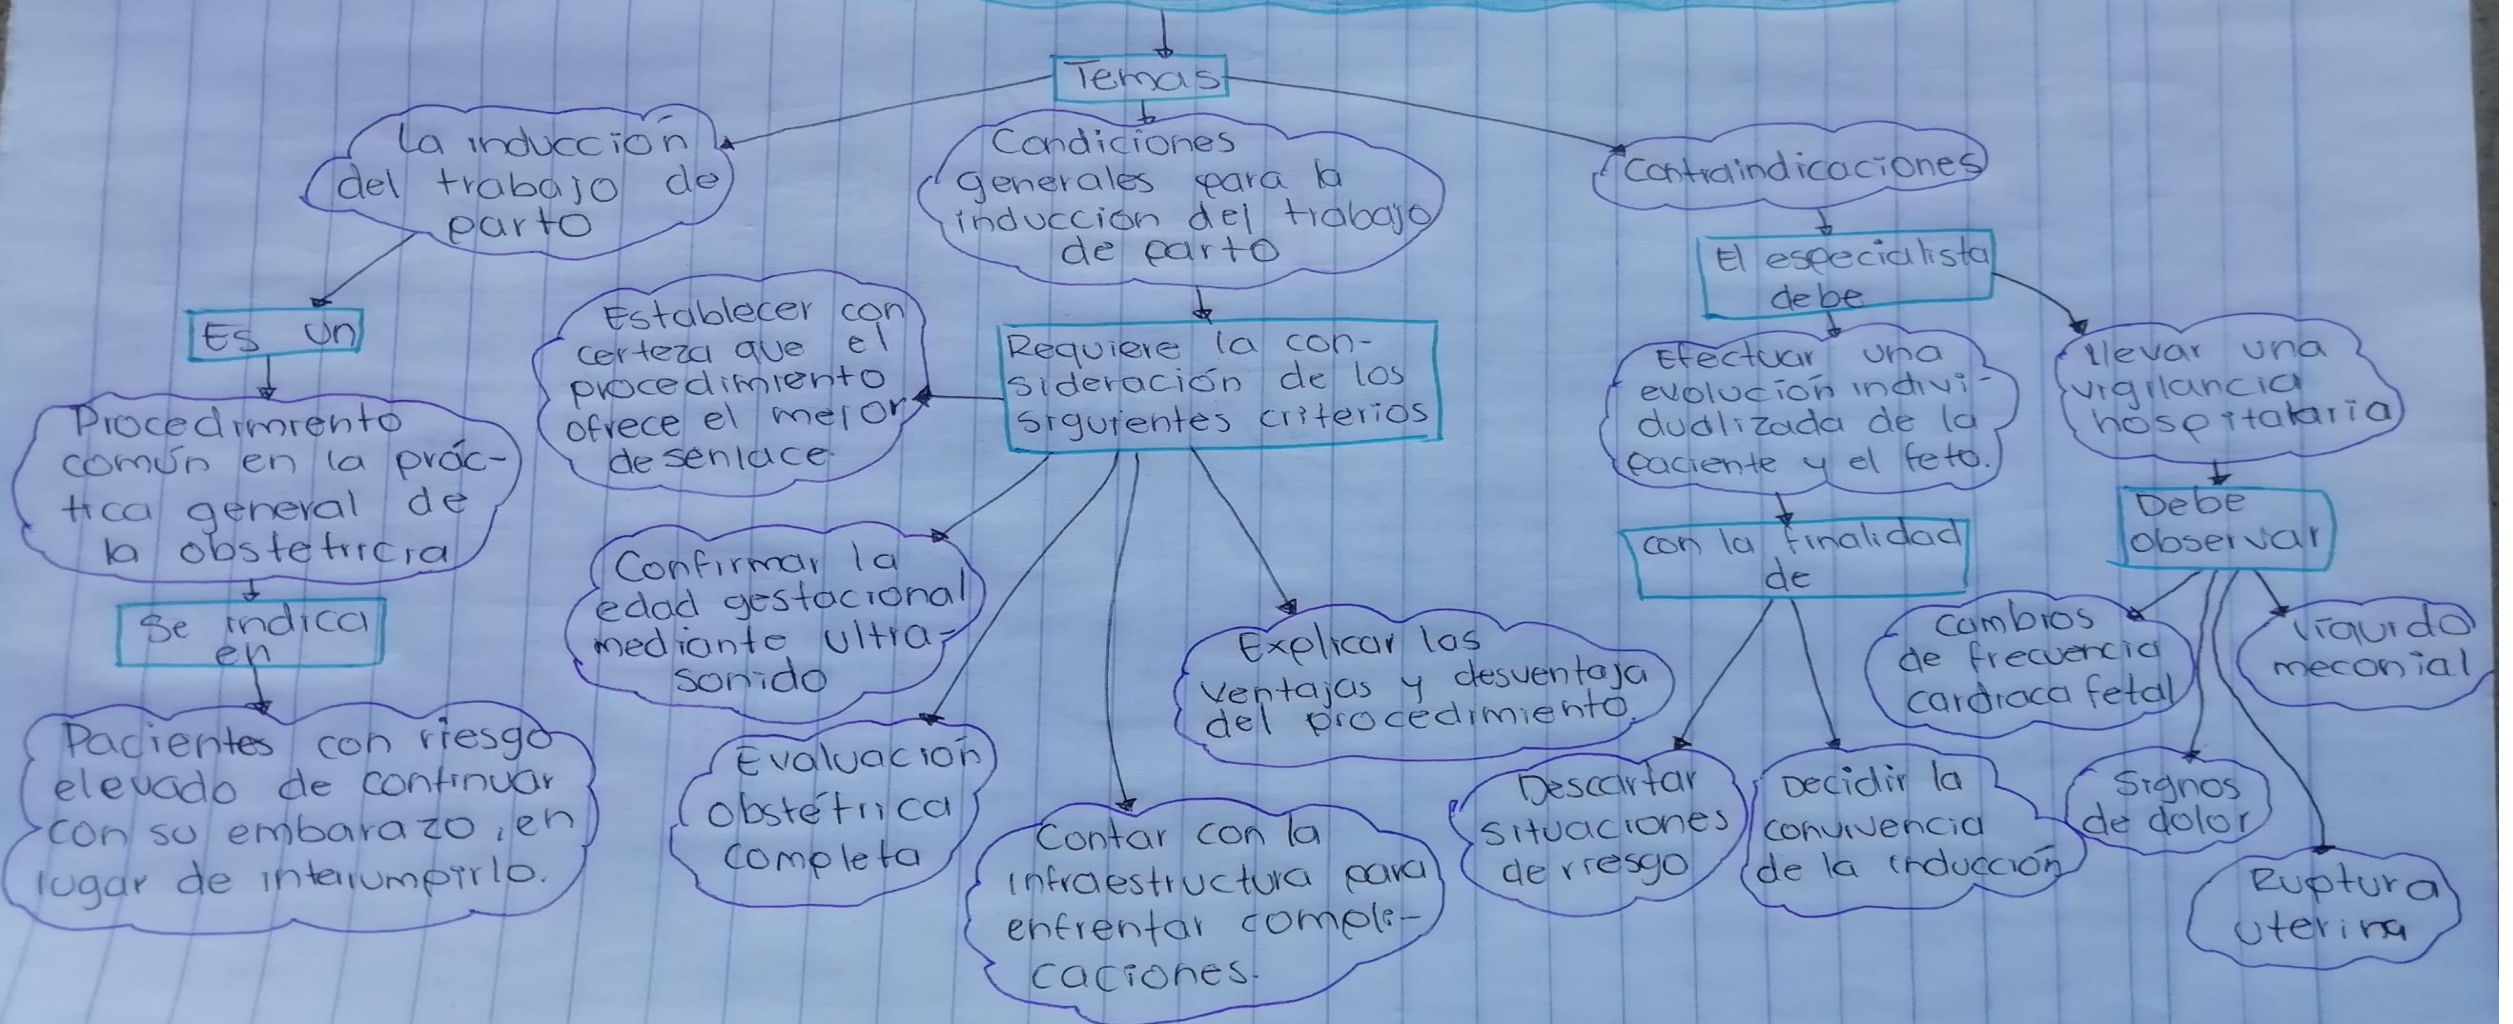 Temas
La inducción
del trabajo de
parto
Es un
Procedimiento
común en la prác-
tica general de
la obstetricia
Se indica
en
Pacientes con riesgo
elevado de continuar
con su embarazo, en
lugar de interrumpirlo.
Condiciones
generales para la
inducción del trabajo
de parto
Requiere la con-
sideración de los
siguientes criterios
Establecer con
certeza que el
procedimiento
ofrece el mejor
desenlace.
Confirmar la
edad gestacional
mediante ultra-
sonido
Evaluación
obstétrica
completa
Contar con la
infraestructura para
enfrentar compli-
caciones.
Explicar las
ventajas y desventaja
del procedimiento.
Contraindicaciones
El especialista
debe
Efectuar una
evolución indivi-
dualizada de la
paciente y el feto.
con la finalidad
de
Descartar
situaciones
de riesgo
Decidir la
convivencia
de la inducción
llevar una
vigilancia
hospitalaria
Debe
observar
Cambios
de frecuencia
cardiaca fetal
Signos
de dolor
Ruptura
uterina
Líquido
meconial